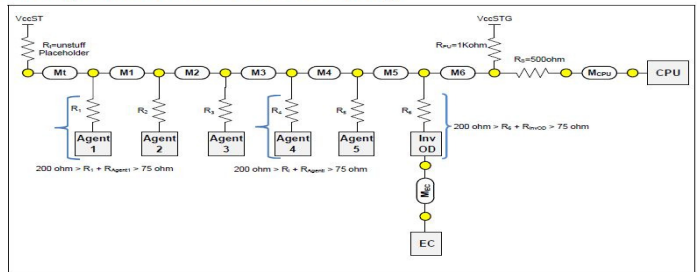 VccST
VccSTG
Rt=unstuff
Placeholder
RPU=1Kohm
RS=500ohm
Mt
M1
M2
M3
M4
M5
M6
MCPU
CPU
R1
R2
R3
R4
R5
R6
Agent
1
Agent
2
Agent
3
Agent
4
Agent
5
Inv
OD
200 ohm > R6 + RInvOD > 75 ohm
200 ohm > R1 + RAgent1 > 75 ohm
200 ohm > Ri + RAgenti > 75 ohm
MEC
EC